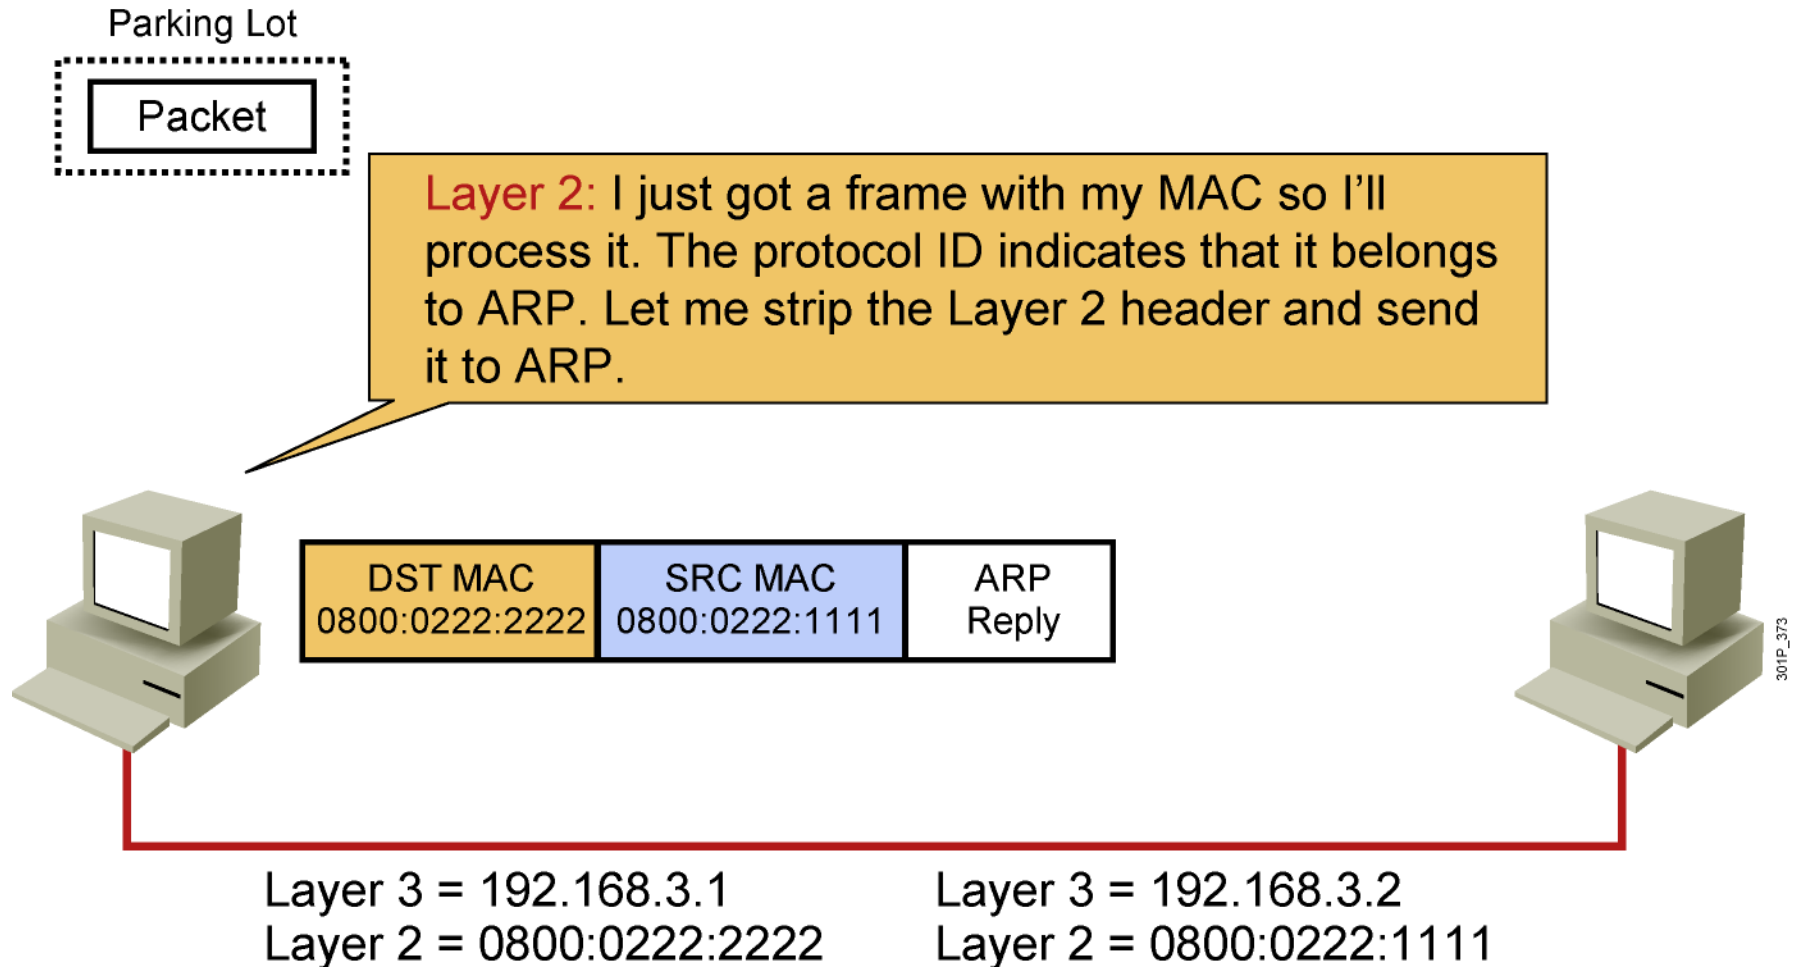 Parking Lot
Packet
Layer 2: I just got a frame with my MAC so I’ll
process it. The protocol ID indicates that it belongs
to ARP. Let me strip the Layer 2 header and send
it to ARP.
DST MAC
0800:0222:2222
SRC MAC
0800:0222:1111
ARP
Reply
301P_373
Layer 3 = 192.168.3.1
Layer 2 = 0800:0222:2222
Layer 3 = 192.168.3.2
Layer 2 = 0800:0222:1111